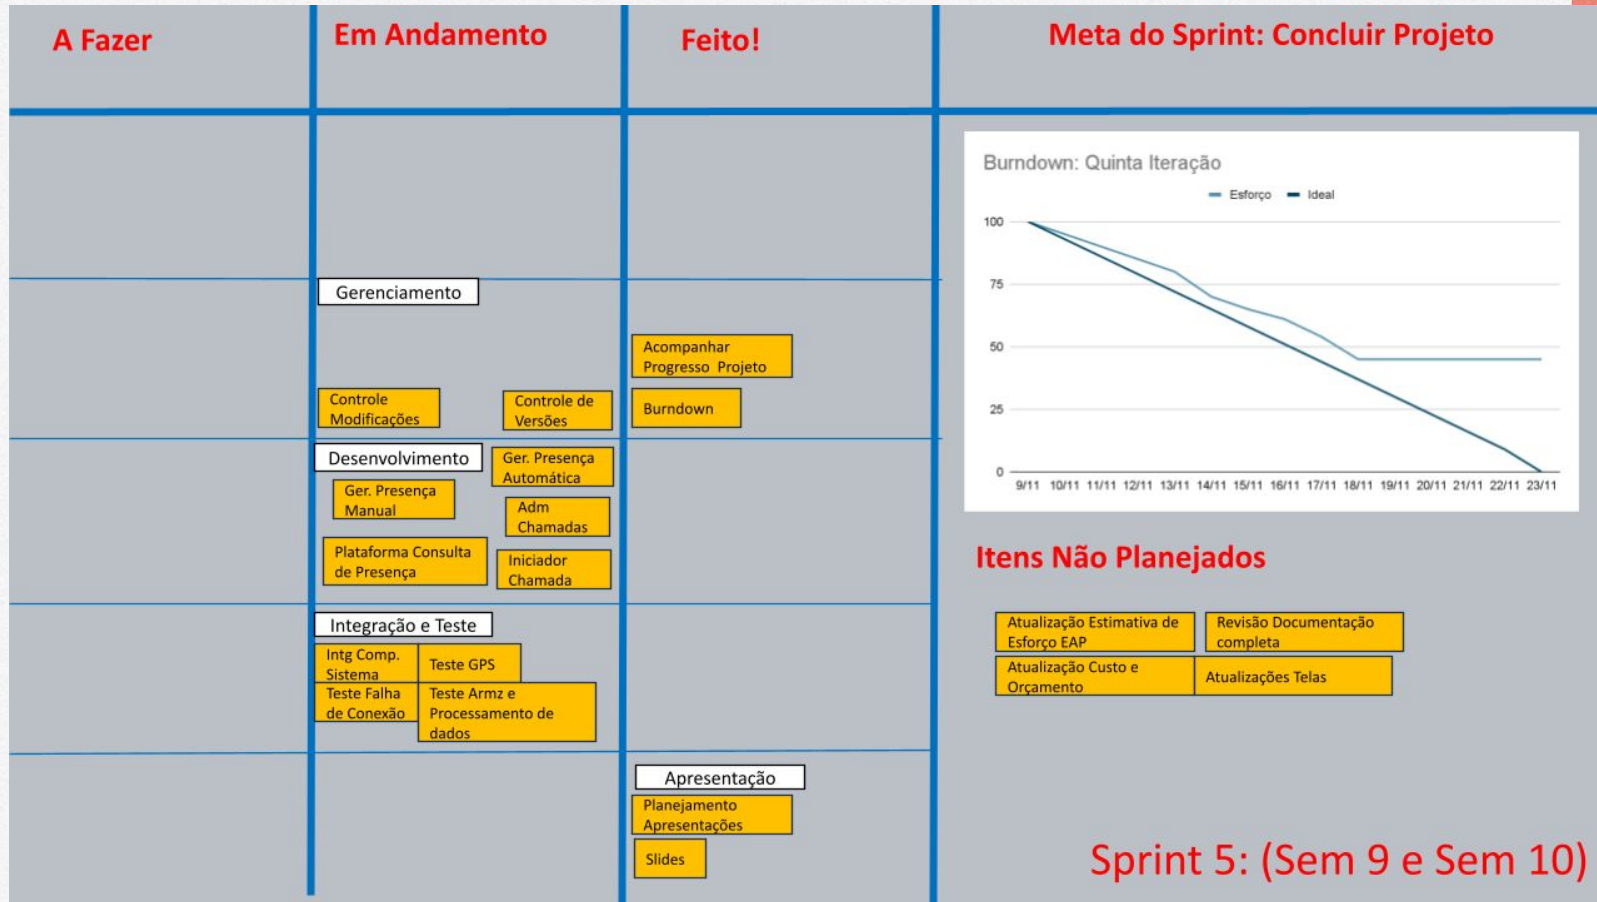 A Fazer
Em Andamento
Feito!
Meta do Sprint: Concluir Projeto
Burndown: Quinta Iteração
Esforço
Ideal
100
75
50
25
0
9/11 10/11 11/11 12/11 13/11 14/11 15/11 16/11 17/11 18/11 19/11 20/11 21/11 22/11 23/11
Gerenciamento
Controle
Modificações
Controle de
Versões
Acompanhar
Progresso Projeto
Burndown
Desenvolvimento
Ger. Presença
Automática
Ger. Presença
Manual
Adm
Chamadas
Plataforma Consulta
de Presença
Iniciador
Chamada
Integração e Teste
Intg Comp.
Sistema
Teste GPS
Teste Falha
de Conexão
Teste Armz e
Processamento de
dados
Apresentação
Planejamento
Apresentações
Slides
Itens Não Planejados
Atualização Estimativa de
Esforço EAP
Revisão Documentação
completa
Atualização Custo e
Orçamento
Atualizações Telas
Sprint 5: (Sem 9 e Sem 10)